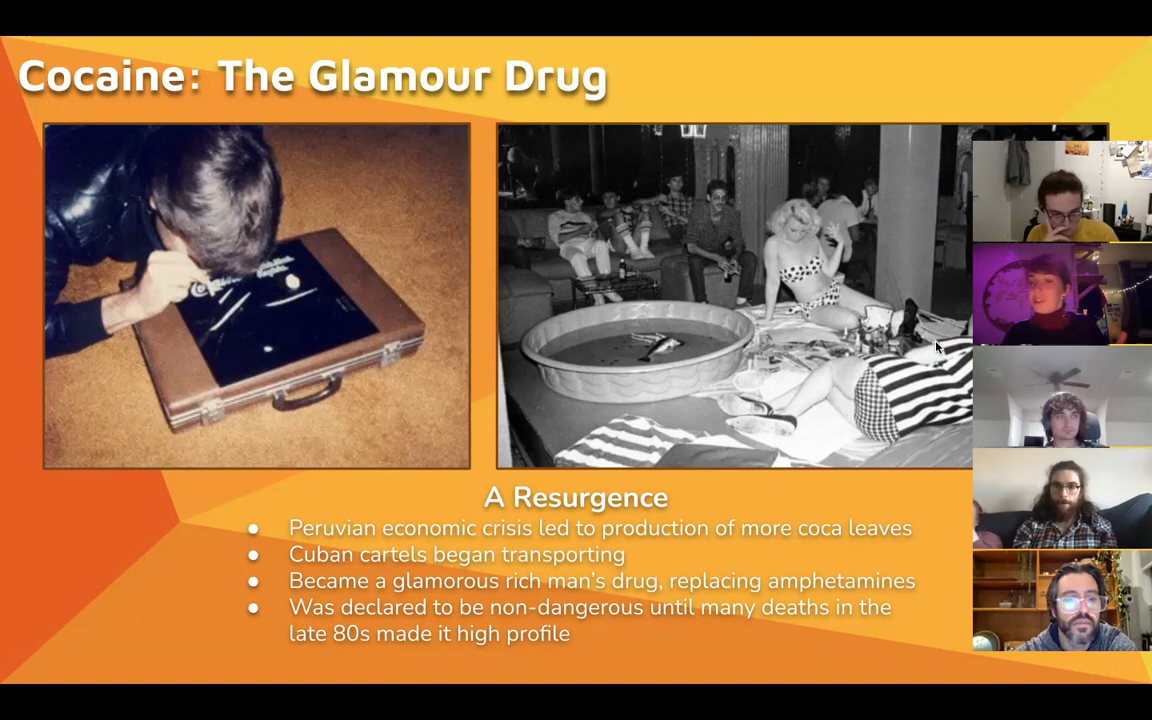 Cocaine: The Glamour Drug
A Resurgence
● Peruvian economic crisis led to production of more coca leaves
● Cuban cartels began transporting
● Became a glamorous rich man’s drug, replacing amphetamines
● Was declared to be non-dangerous until many deaths in the
late 80s made it high profile